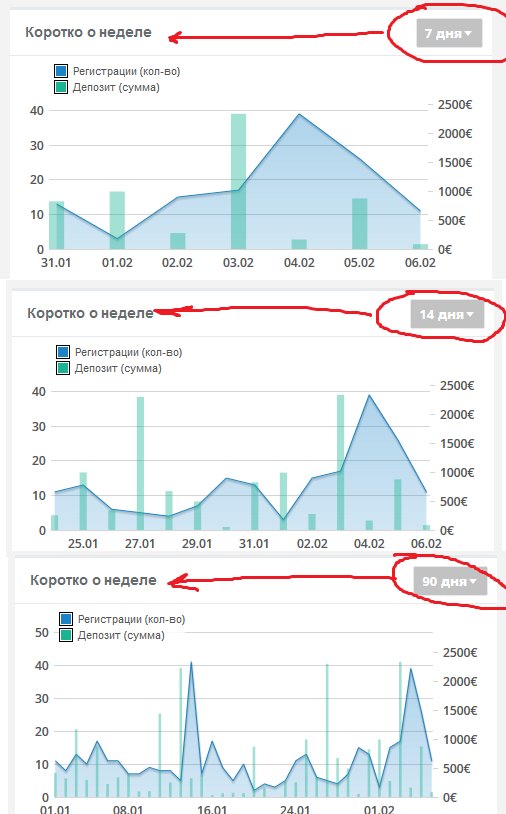 Коротко о неделе 7 дня
Регистрации (кол-во)
Депозит (сумма)
2500€
40
2000€
30
1500€
20
1000€
10
500€
0 0€
31.01 01.02 02.02 03.02 04.02 05.02 06.02
Коротко о неделе 14 дня
Регистрации (кол-во)
Депозит (сумма)
2500€
40
2000€
30
1500€
20
1000€
10
500€
0 0€
25.01 27.01 29.01 31.01 02.02 04.02 06.02
Коротко о неделе 90 дня
Регистрации (кол-во)
50
Депозит (сумма)
2500€
40
2000€
30
1500€
20
1000€
10
500€
0 0€
01.01 08.01 16.01 24.01 01.02